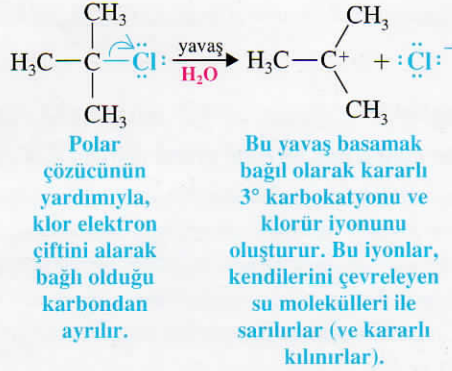 CH₃
CH₃
H₃C—C—Cl:
yavaş
H₂O
H₃C—C⁺
+ :Cl:⁻
CH₃
CH₃
Polar
çözücünün
yardımıyla,
klor elektron
çiftini alarak
bağlı olduğu
karbondan
ayrılır.
Bu yavaş basamak
bağıl olarak kararlı
3° karbokatyonu ve
klorür iyonunu
oluşturur. Bu iyonlar,
kendilerini çevreleyen
su molekülleri ile
sarılırlar (ve kararlı
kılınırlar).